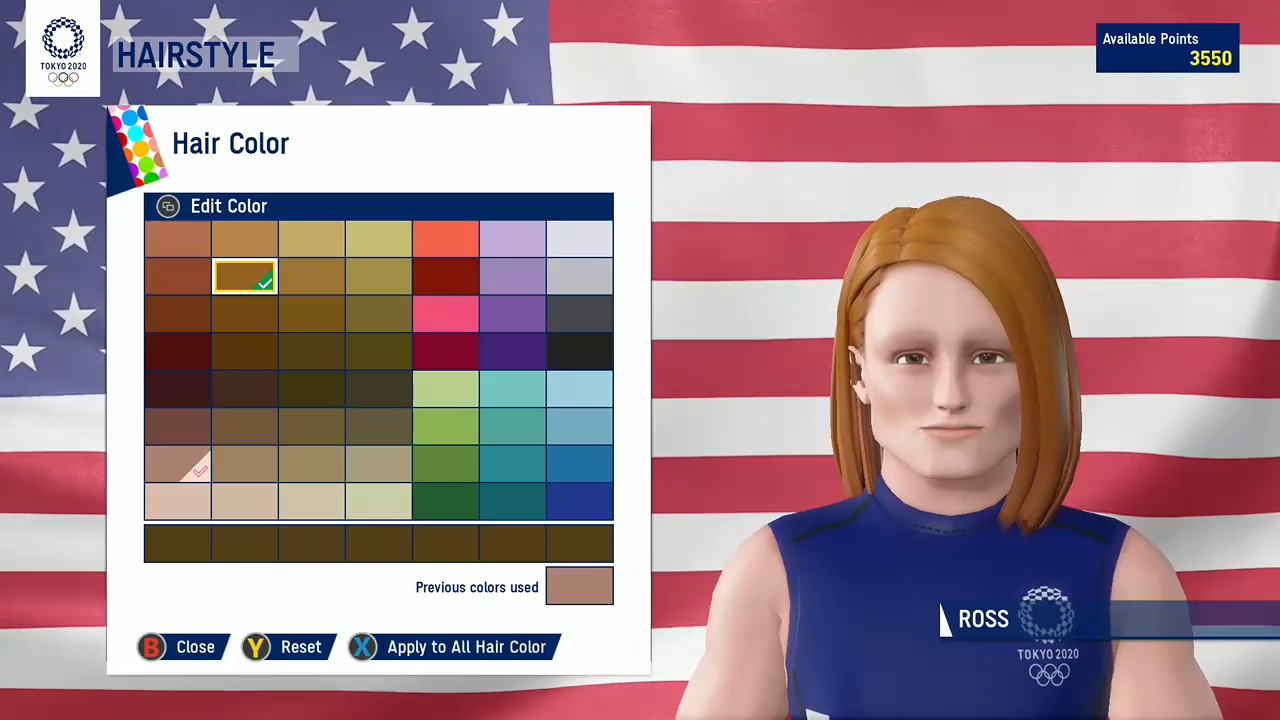 TOKYO 2020
HAIRSTYLE
Available Points
3550
Hair Color
Edit Color
Previous colors used
B Close
Y Reset
X Apply to All Hair Color
ROSS
TOKYO 2020